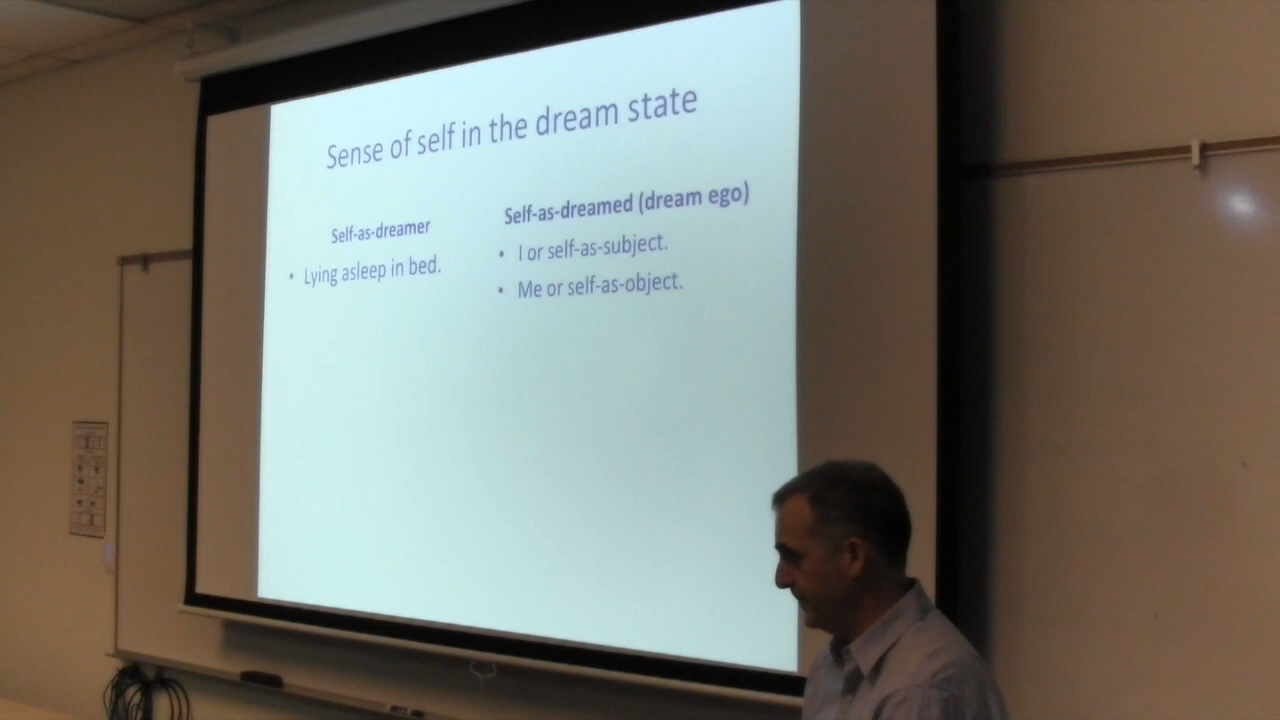 Sense of self in the dream state
Self-as-dreamer
• Lying asleep in bed.
Self-as-dreamed (dream ego)
• I or self-as-subject.
• Me or self-as-object.